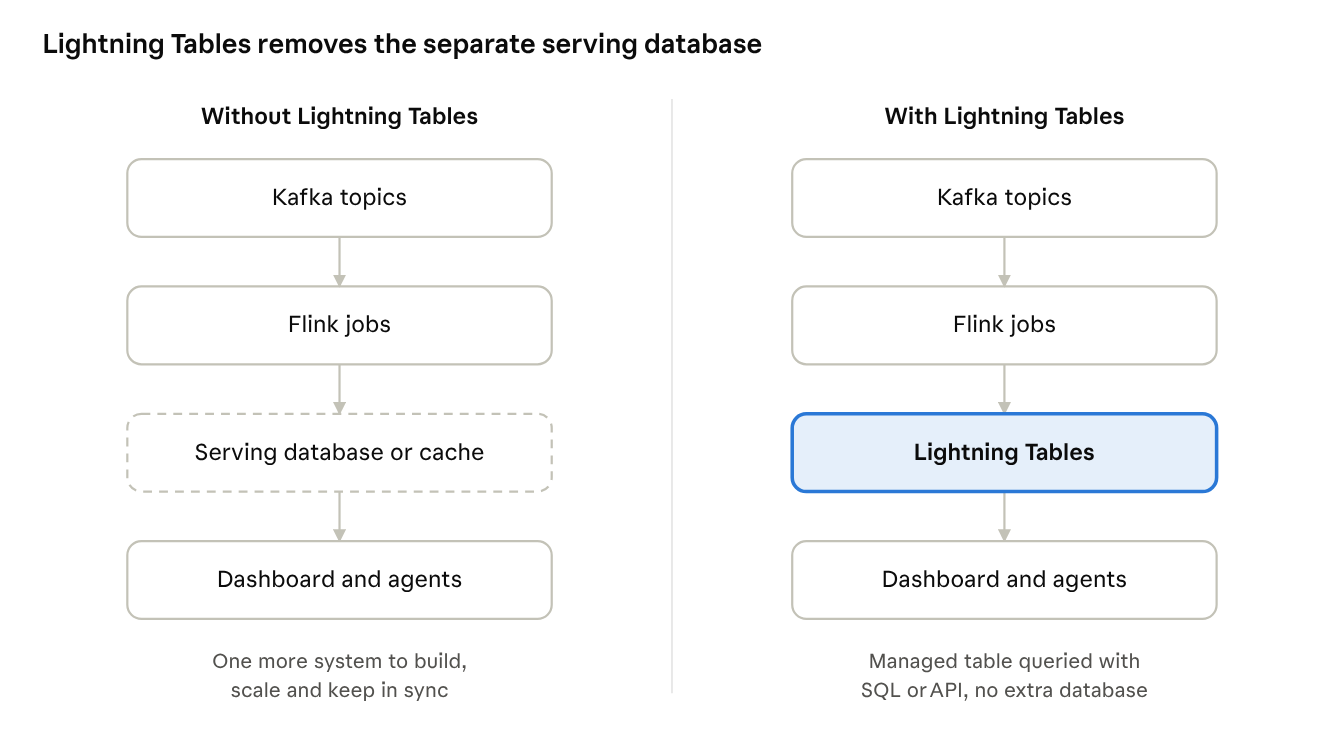 Lightning Tables removes the separate serving database
Without Lightning Tables
Kafka topics
Flink jobs
Serving database or cache
Dashboard and agents
One more system to build,
scale and keep in sync
With Lightning Tables
Kafka topics
Flink jobs
Lightning Tables
Dashboard and agents
Managed table queried with
SQL or API, no extra database